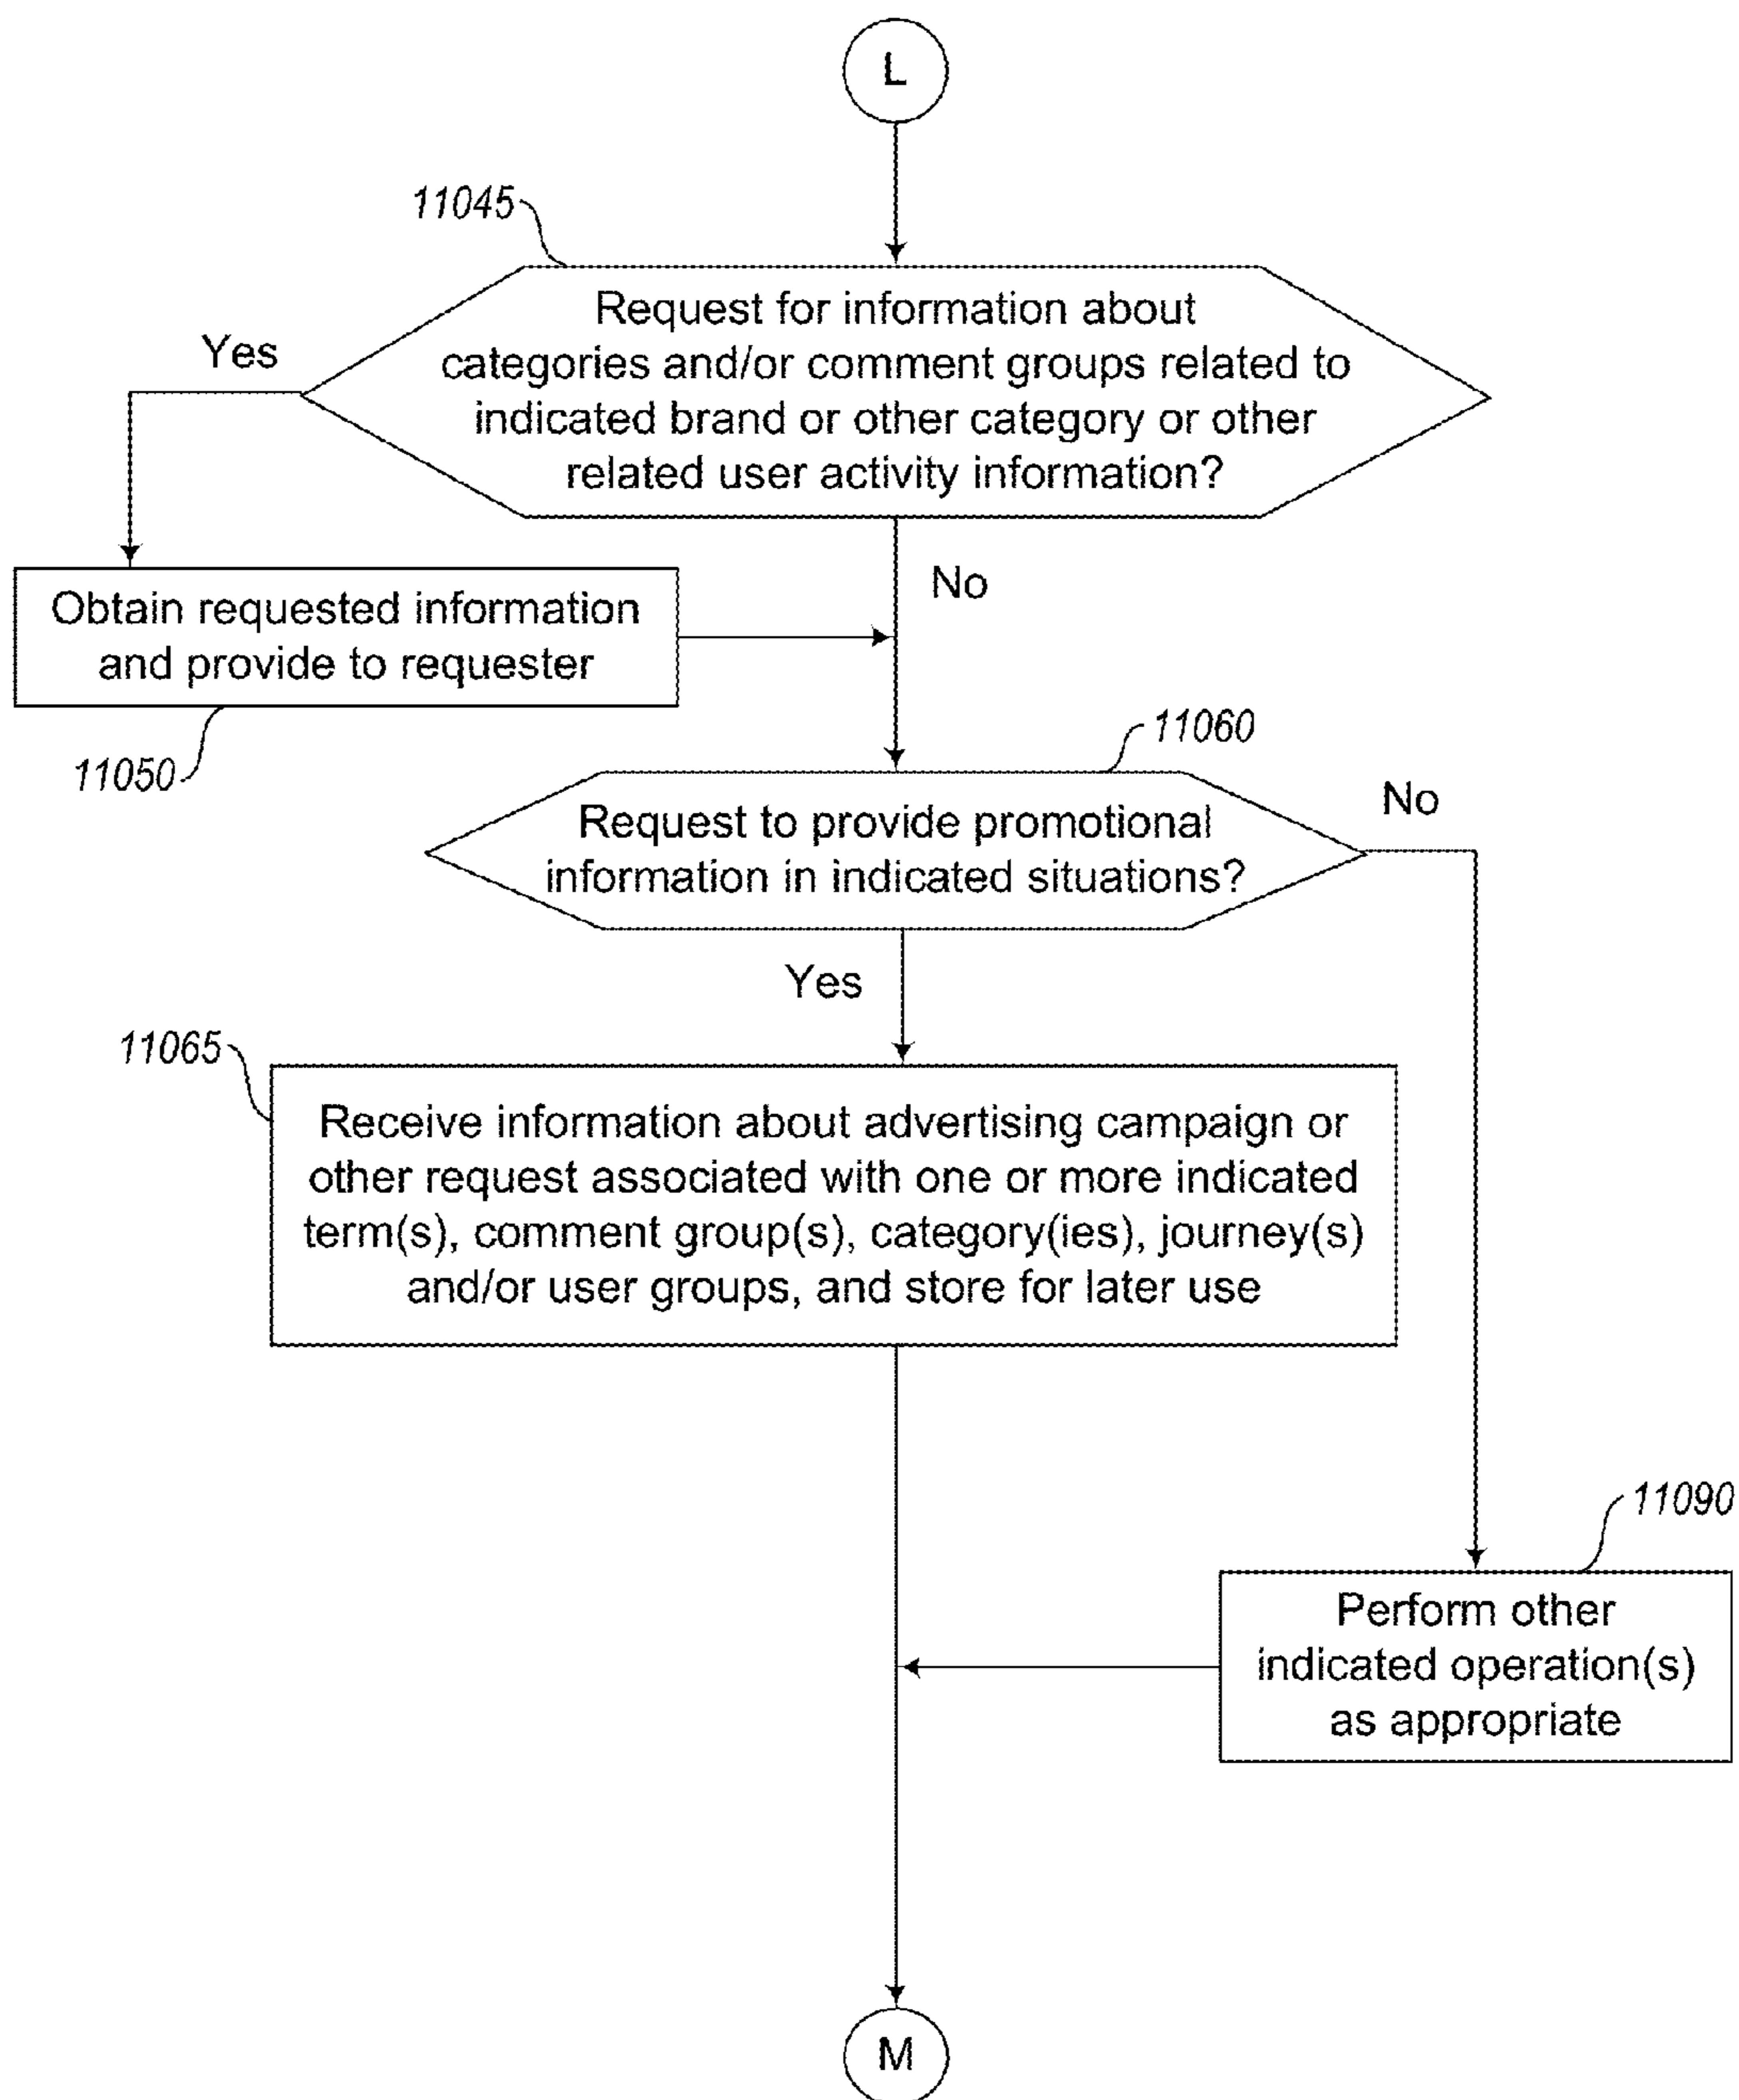 L
11045
Request for information about
categories and/or comment groups related to
indicated brand or other category or other
related user activity information?
Yes
No
Obtain requested information
and provide to requester
11050
11060
Request to provide promotional
information in indicated situations?
No
Yes
11065
Receive information about advertising campaign or
other request associated with one or more indicated
term(s), comment group(s), category(ies), journey(s)
and/or user groups, and store for later use
11090
Perform other
indicated operation(s)
as appropriate
M